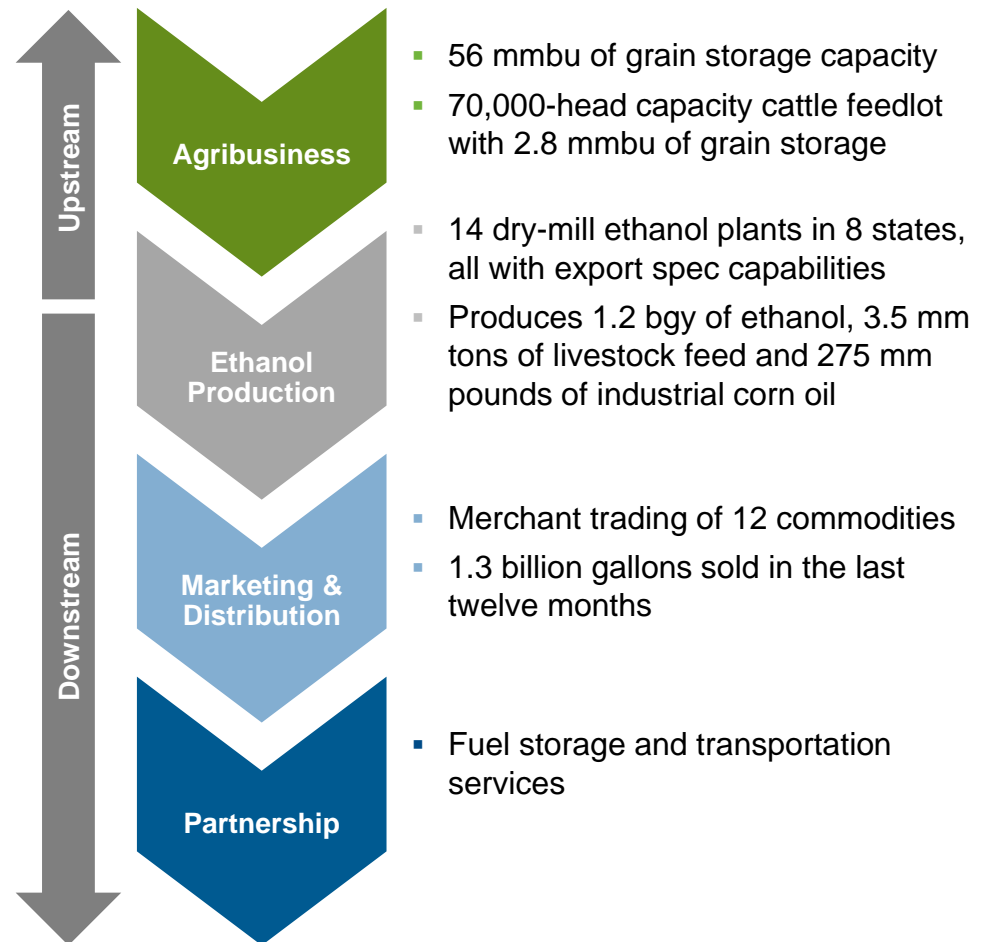 Upstream
Agribusiness
▪ 56 mmbu of grain storage capacity
▪ 70,000-head capacity cattle feedlot
with 2.8 mmbu of grain storage
Ethanol
Production
▪ 14 dry-mill ethanol plants in 8 states,
all with export spec capabilities
▪ Produces 1.2 bgy of ethanol, 3.5 mm
tons of livestock feed and 275 mm
pounds of industrial corn oil
Downstream
Marketing &
Distribution
▪ Merchant trading of 12 commodities
▪ 1.3 billion gallons sold in the last
twelve months
Partnership
▪ Fuel storage and transportation
services